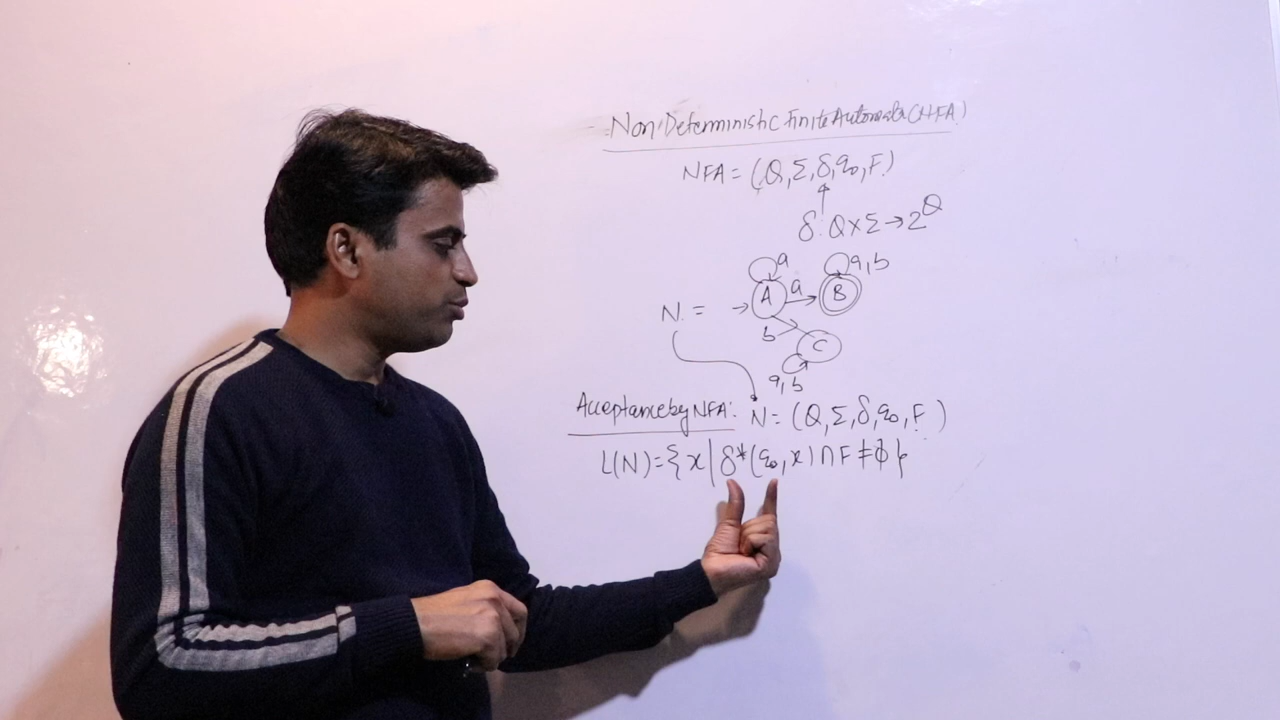 Non-Deterministic Finite Automata (NFA)
NFA = (Q, Σ, δ, q₀, F)
δ: Q×Σ→2^Q
a a, b
N = A a B
b C
a, b
Acceptance by NFA: N = (Q, Σ, δ, q₀, F)
L(N) = { x | δ*(q₀, x) ∩ F ≠ ϕ }